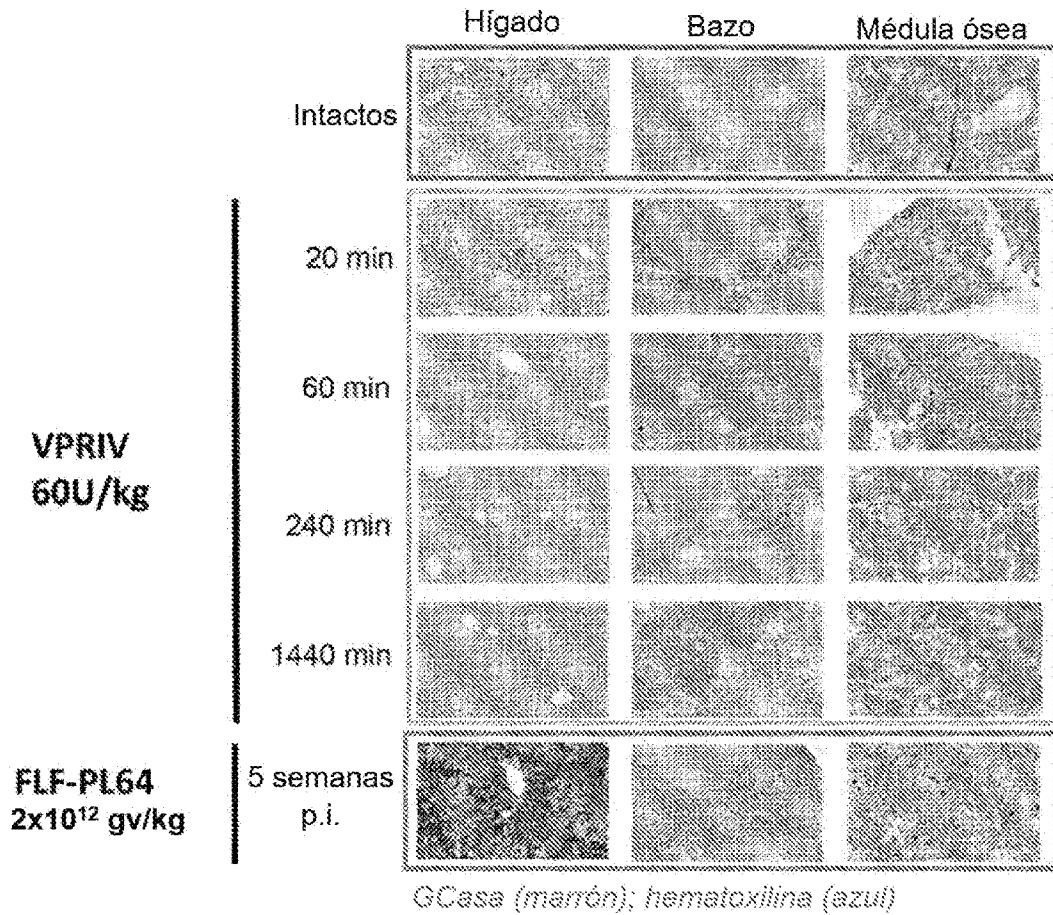 Hígado Bazo Médula ósea
Intactos
20 min
60 min
VPRIV
60U/kg
240 min
1440 min
FLF-PL64
2x10¹² gv/kg
5 semanas
p.i.
GCasa (marrón); hematoxilina (azul)